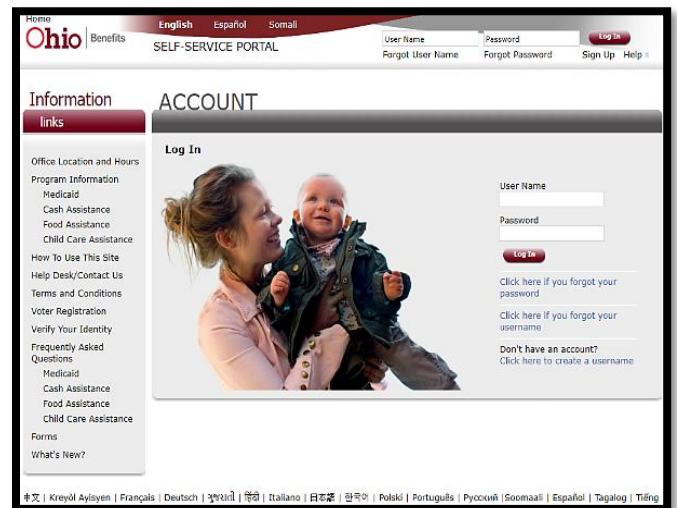 Home
Ohio Benefits
English Español Somali
SELF-SERVICE PORTAL
User Name Password Log In
Forgot User Name Forgot Password Sign Up Help
Information
links
Office Location and Hours
Program Information
Medicaid
Cash Assistance
Food Assistance
Child Care Assistance
How To Use This Site
Help Desk/Contact Us
Terms and Conditions
Voter Registration
Verify Your Identity
Frequently Asked
Questions
Medicaid
Cash Assistance
Food Assistance
Child Care Assistance
Forms
What's New?
ACCOUNT
Log In
User Name
Password
Log In
Click here if you forgot your
password
Click here if you forgot your
username
Don't have an account?
Click here to create a username
中文 | Kreyòl Ayisyen | Français | Deutsch | ગુજરાતી | हिंदी | Italiano | 日本語 | 한국어 | Polski | Português | Русский | Soomaali | Español | Tagalog | Tiếng